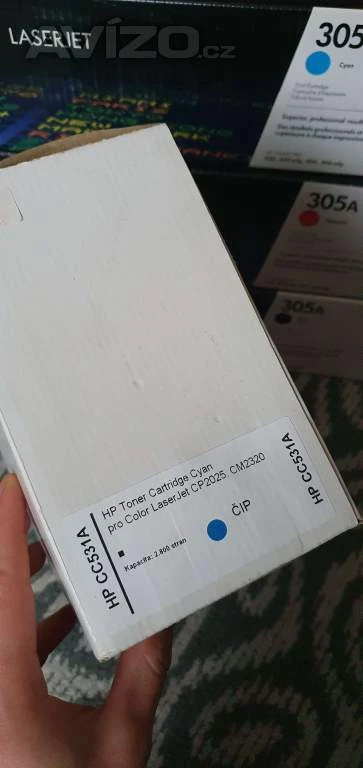 Avízo.cz
LASERJET
305
Cyan
305A
305A
HP CC531A
HP Toner Cartridge Cyan
pro Color LaserJet CP2025, CM2320
Kapacita: 2.800 stran
ČIP
HP CC531A